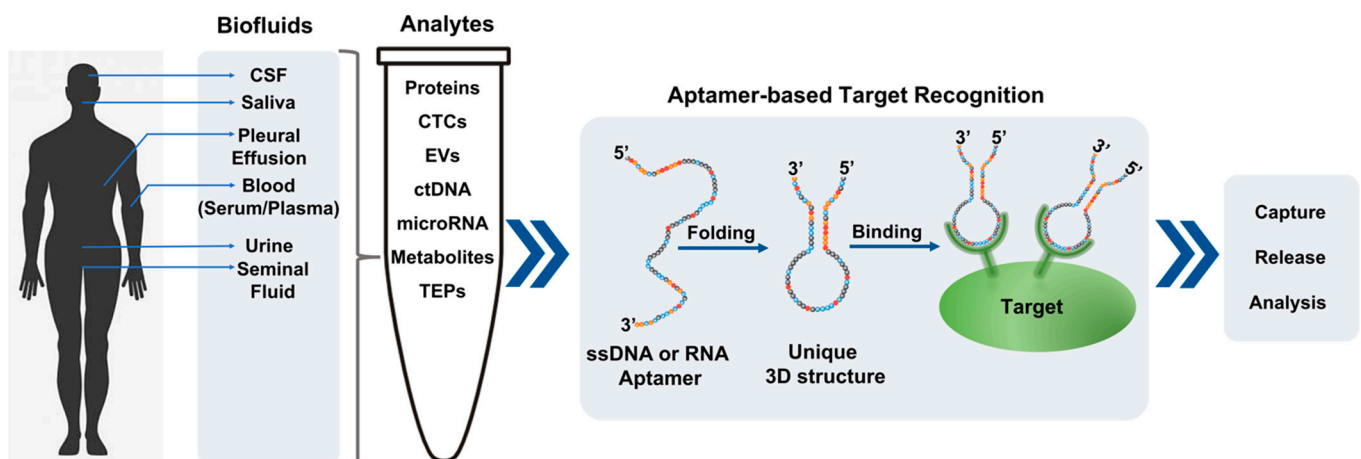 Biofluids
CSF
Saliva
Pleural
Effusion
Blood
(Serum/Plasma)
Urine
Seminal
Fluid
Analytes
Proteins
CTCs
EVs
ctDNA
microRNA
Metabolites
TEPs
Aptamer-based Target Recognition
5’
3’
ssDNA or RNA
Aptamer
Folding
3’ 5’
Unique
3D structure
Binding
3’ 5’
3’
5’
Target
Capture
Release
Analysis